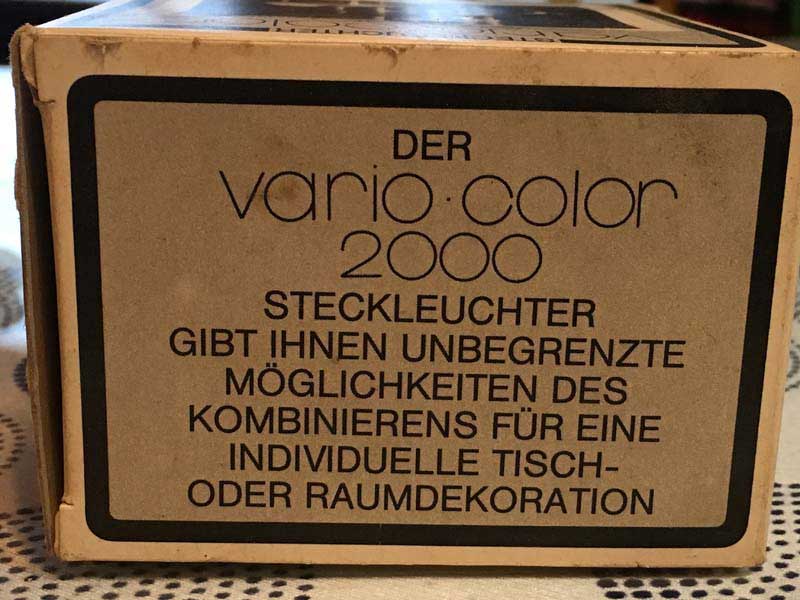 DER
vario·color
2000
STECKLEUCHTER
GIBT IHNEN UNBEGRENZTE
MÖGLICHKEITEN DES
KOMBINIERENS FÜR EINE
INDIVIDUELLE TISCH-
ODER RAUMDEKORATION